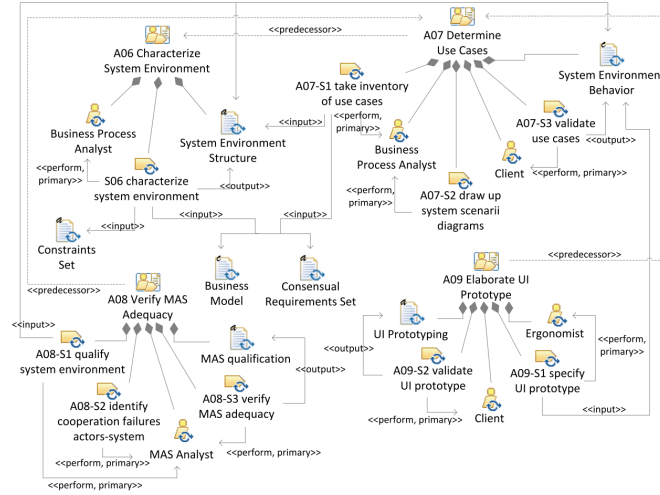 <<predecessor>>
A06 Characterize
System Environment
A07 Determine
Use Cases
A07-S1 take inventory
of use cases
System Environment
Behavior
Business Process
Analyst
System Environment
Structure
<<input>>
<<perform,
primary>>
Business
Process Analyst
A07-S3 validate
use cases
<<output>>
Client
<<perform, primary>>
<<perform,
primary>>
S06 characterize
system environment
<<output>>
<<perform,
primary>>
A07-S2 draw up
system scenarii
diagrams
<<input>>
<<input>>
<<input>>
Constraints
Set
Business
Model
Consensual
Requirements Set
<<predecessor>>
A08 Verify MAS
Adequacy
A09 Elaborate UI
Prototype
<<predecessor>>
<<input>>
A08-S1 qualify
system environment
MAS qualification
<<output>>
UI Prototyping
<<output>>
Ergonomist
<<perform,
primary>>
A09-S2 validate
UI prototype
A09-S1 specify
UI prototype
A08-S2 identify
cooperation failures
actors-system
A08-S3 verify
MAS adequacy
<<perform, primary>>
Client
<<input>>
MAS Analyst
<<perform, primary>>
<<perform, primary>>
<<perform, primary>>